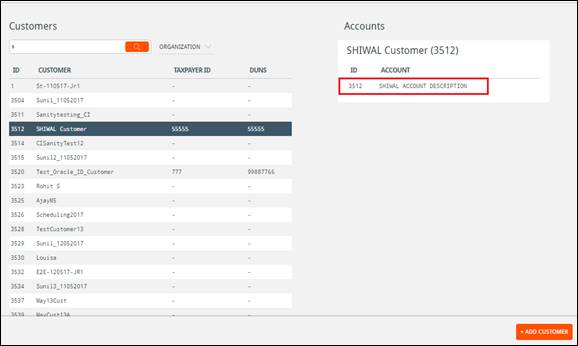 Customers
s
ORGANIZATION
ID CUSTOMER TAXPAYER ID DUNS
1 St-110517-Jr1 - -
3504 Sunil_11052017 - -
3511 Sanitytesting_CI - -
3512 SHIWAL Customer 55555 55555
3514 CISanityTest12 - -
3515 Sunil2_11052017 - -
3520 Test_Oracle_ID_Customer 777 99887766
3523 Rohit S - -
3525 AjayNS - -
3526 Scheduling2017 - -
3528 TestCustomer13 - -
3529 Sunil_12052017 - -
3530 Louisa - -
3532 E2E-120517-JR1 - -
3534 Sunil3_11052017 - -
3537 May13Cust - -
3539 MayCust13A - -
Accounts
SHIWAL Customer (3512)
ID ACCOUNT
3512 SHIWAL ACCOUNT DESCRIPTION
+ ADD CUSTOMER